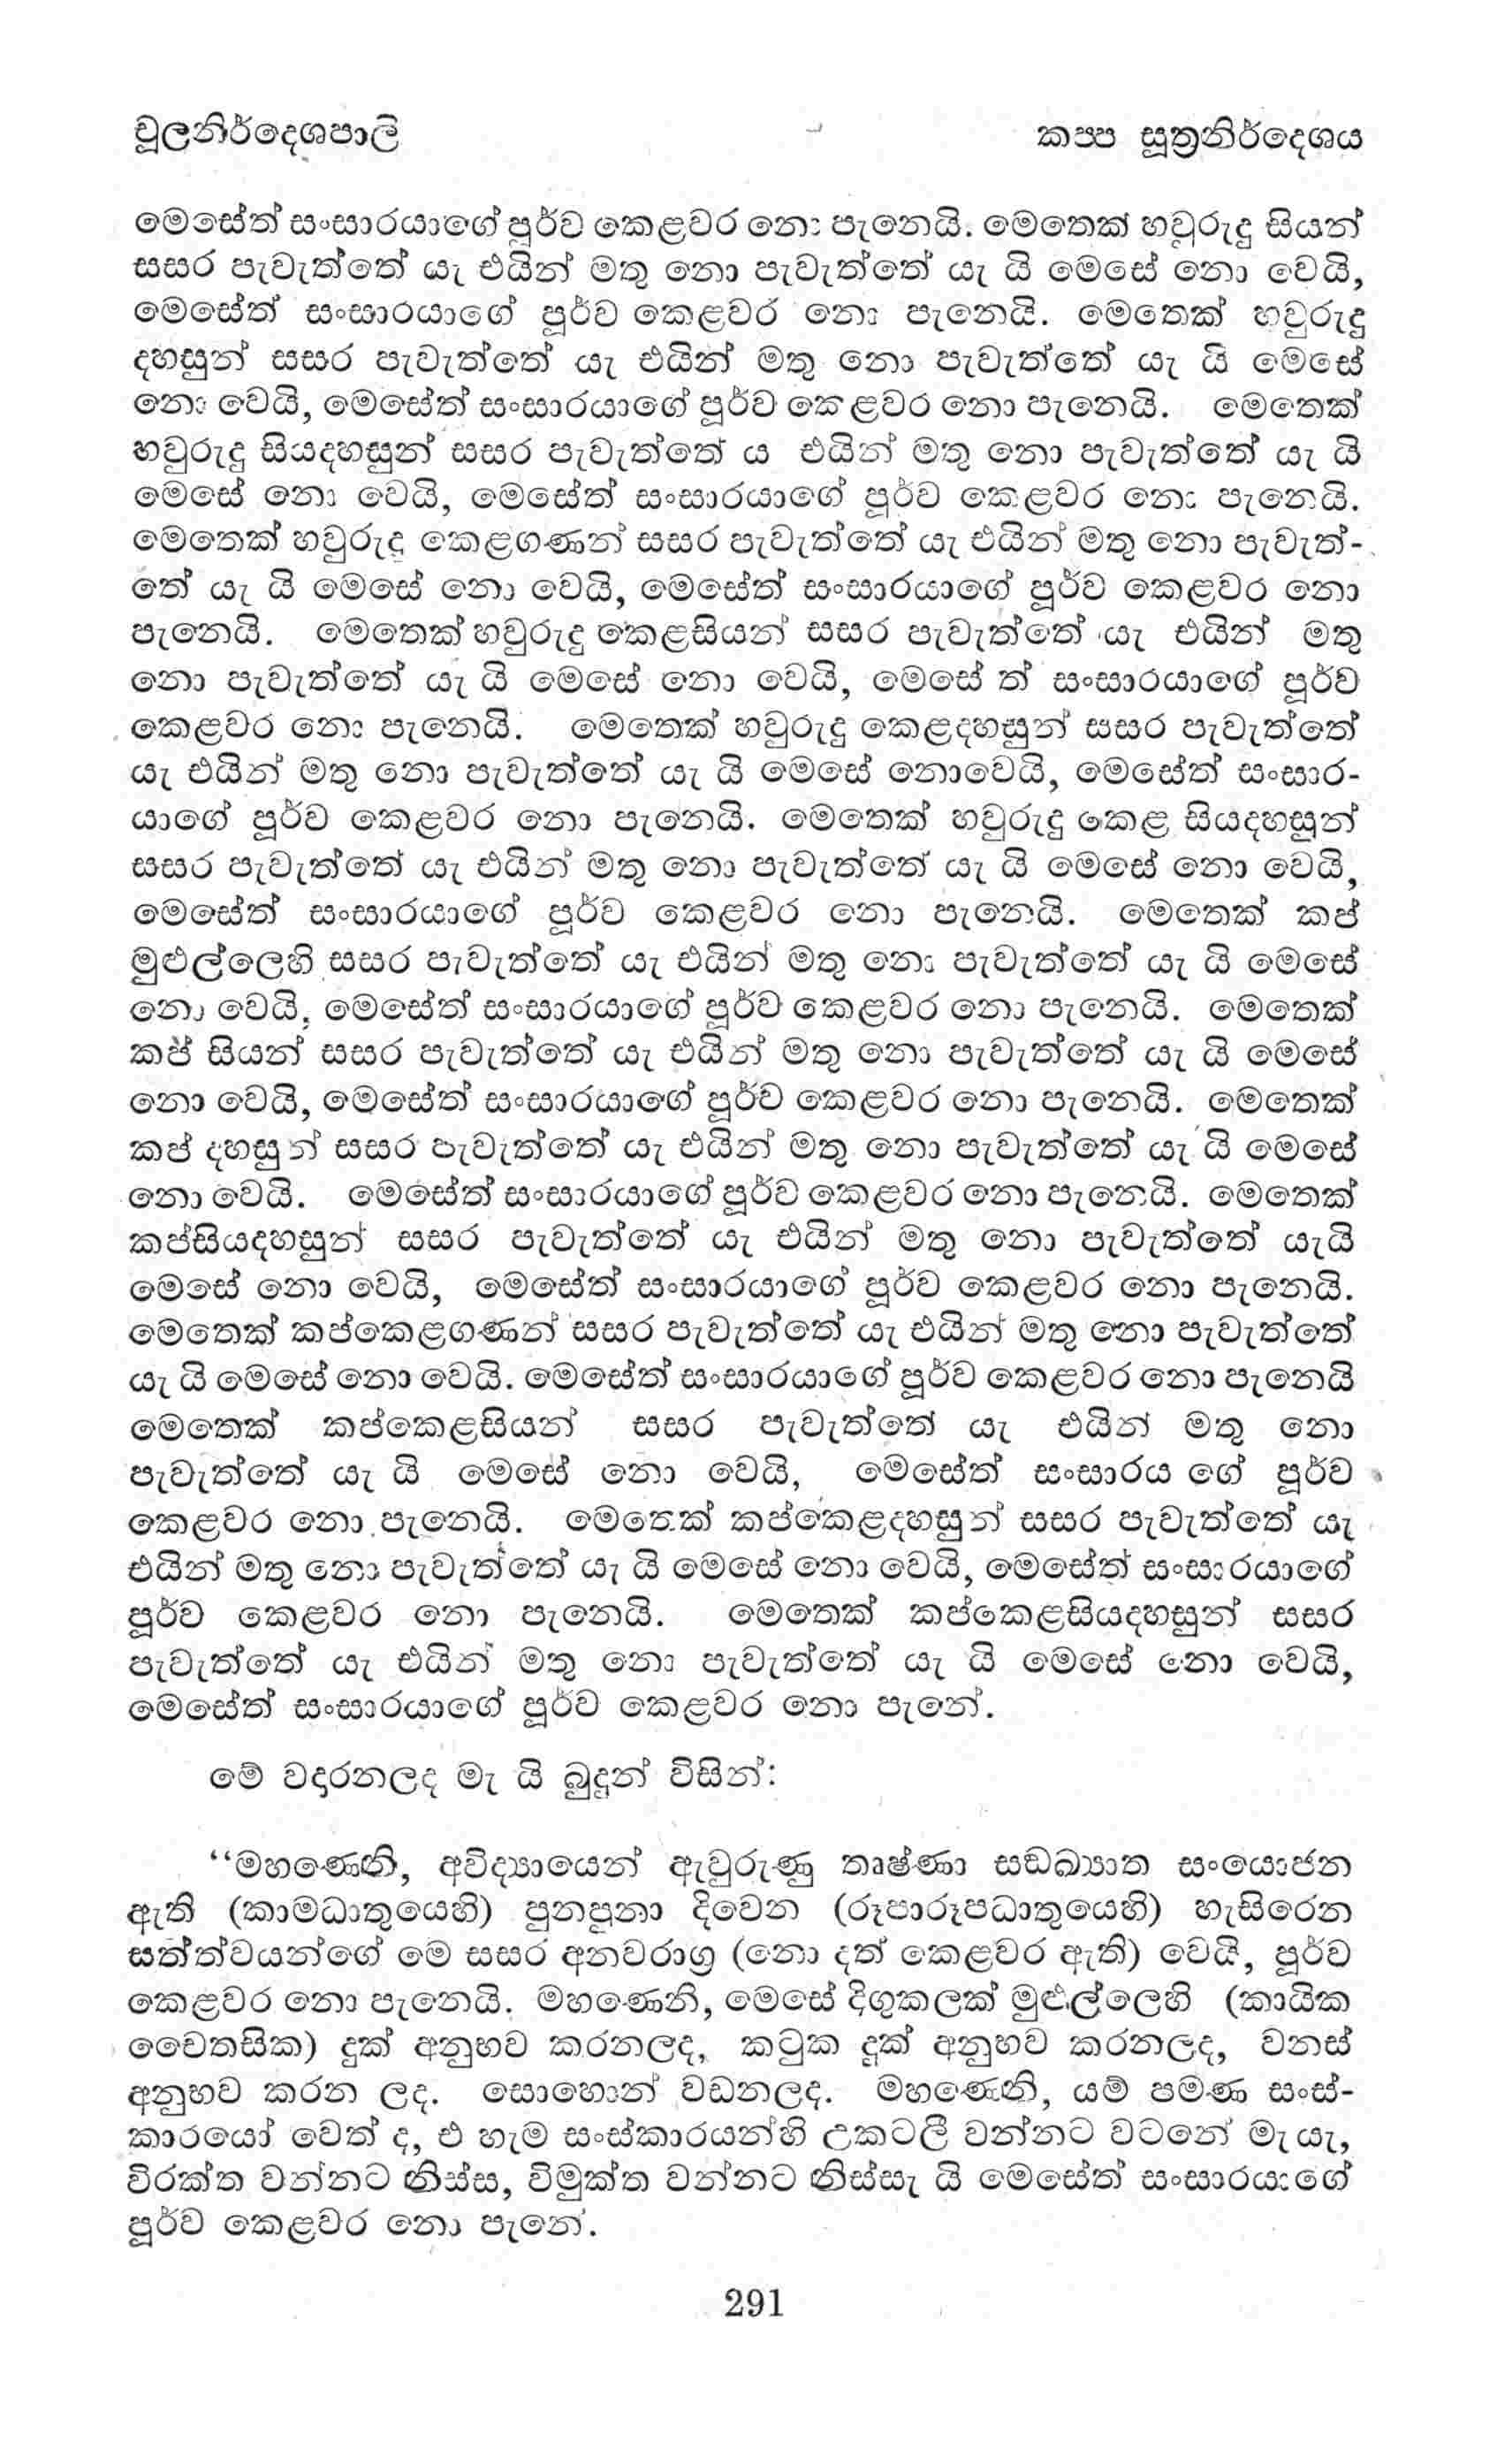 චූලනිර්දෙශපාලි
කප්ප සූත්‍රනිර්දෙශය
මෙසේත් සංසාරයාගේ පූර්ව කෙළවර නො පැනෙයි. මෙතෙක් හවුරුදු සියන්
සසර පැවැත්තේ යැ එයින් මතු නො පැවැත්තේ යැ යි මෙසේ නො වෙයි,
මෙසේත් සංසාරයාගේ පූර්ව කෙළවර නො පැනෙයි. මෙතෙක් හවුරුදු
දහසුන් සසර පැවැත්තේ යැ එයින් මතු නො පැවැත්තේ යැ යි මෙසේ
නො වෙයි, මෙසේත් සංසාරයාගේ පූර්ව කෙළවර නො පැනෙයි. මෙතෙක්
හවුරුදු සියදහසුන් සසර පැවැත්තේ ය එයින් මතු නො පැවැත්තේ යැ යි
මෙසේ නො වෙයි, මෙසේත් සංසාරයාගේ පූර්ව කෙළවර නො පැනෙයි.
මෙතෙක් හවුරුදු කෙළගණන් සසර පැවැත්තේ යැ එයින් මතු නො පැවැත්-
තේ යැ යි මෙසේ නො වෙයි, මෙසේත් සංසාරයාගේ පූර්ව කෙළවර නො
පැනෙයි. මෙතෙක් හවුරුදු කෙළසියන් සසර පැවැත්තේ යැ එයින් මතු
නො පැවැත්තේ යැ යි මෙසේ නො වෙයි, මෙසේ ත් සංසාරයාගේ පූර්ව
කෙළවර නො පැනෙයි. මෙතෙක් හවුරුදු කෙළදහසුන් සසර පැවැත්තේ
යැ එයින් මතු නො පැවැත්තේ යැ යි මෙසේ නොවෙයි, මෙසේත් සංසාර-
යාගේ පූර්ව කෙළවර නො පැනෙයි. මෙතෙක් හවුරුදු කෙළ සියදහසුන්
සසර පැවැත්තේ යැ එයින් මතු නො පැවැත්තේ යැ යි මෙසේ නො වෙයි,
මෙසේත් සංසාරයාගේ පූර්ව කෙළවර නො පැනෙයි. මෙතෙක් කප්
මුළුල්ලෙහි සසර පැවැත්තේ යැ එයින් මතු නො පැවැත්තේ යැ යි මෙසේ
නො වෙයි, මෙසේත් සංසාරයාගේ පූර්ව කෙළවර නො පැනෙයි. මෙතෙක්
කප් සියන් සසර පැවැත්තේ යැ එයින් මතු නො පැවැත්තේ යැ යි මෙසේ
නො වෙයි, මෙසේත් සංසාරයාගේ පූර්ව කෙළවර නො පැනෙයි. මෙතෙක්
කප් දහසුන් සසර පැවැත්තේ යැ එයින් මතු නො පැවැත්තේ යැ යි මෙසේ
නො වෙයි. මෙසේත් සංසාරයාගේ පූර්ව කෙළවර නො පැනෙයි. මෙතෙක්
කප්සියදහසුන් සසර පැවැත්තේ යැ එයින් මතු නො පැවැත්තේ යැයි
මෙසේ නො වෙයි, මෙසේත් සංසාරයාගේ පූර්ව කෙළවර නො පැනෙයි.
මෙතෙක් කප්කෙළගණන් සසර පැවැත්තේ යැ එයින් මතු නො පැවැත්තේ
යැ යි මෙසේ නො වෙයි. මෙසේත් සංසාරයාගේ පූර්ව කෙළවර නො පැනෙයි
මෙතෙක් කප්කෙළසියන් සසර පැවැත්තේ යැ එයින් මතු නො
පැවැත්තේ යැ යි මෙසේ නො වෙයි, මෙසේත් සංසාරය ගේ පූර්ව
කෙළවර නො පැනෙයි. මෙතෙක් කප්කෙළදහසුන් සසර පැවැත්තේ යැ
එයින් මතු නො පැවැත්තේ යැ යි මෙසේ නො වෙයි, මෙසේත් සංසාරයාගේ
පූර්ව කෙළවර නො පැනෙයි. මෙතෙක් කප්කෙළසියදහසුන් සසර
පැවැත්තේ යැ එයින් මතු නො පැවැත්තේ යැ යි මෙසේ නො වෙයි,
මෙසේත් සංසාරයාගේ පූර්ව කෙළවර නො පැනේ.
මේ වදාරනලද මැ යි බුදුන් විසින්:
‘‘මහණෙනි, අවිද්‍යායෙන් ඇවුරුණු තෘෂ්ණා සඞ්ඛ්‍යාත සංයොජන
ඇති (කාමධාතුයෙහි) පුනපුනා දිවෙන (රූපාරූපධාතුයෙහි) හැසිරෙන
සත්ත්වයන්ගේ මෙ සසර අනවරාග්‍ර (නො දත් කෙළවර ඇති) වෙයි, පූර්ව
කෙළවර නො පැනෙයි. මහණෙනි, මෙසේ දිගුකලක් මුළුල්ලෙහි (කායික
චෛතසික) දුක් අනුභව කරනලද, කටුක දුක් අනුභව කරනලද, වනස්
අනුභව කරන ලද. සොහොන් වඩනලද. මහණෙනි, යම් පමණ සංස්-
කාරයෝ වෙත් ද, එ හැම සංස්කාරයන්හි උකටලී වන්නට වටනේ මැ යැ,
විරක්ත වන්නට නිස්ස, විමුක්ත වන්නට නිස්සැ යි මෙසේත් සංසාරයාගේ
පූර්ව කෙළවර නො පැනේ.
291